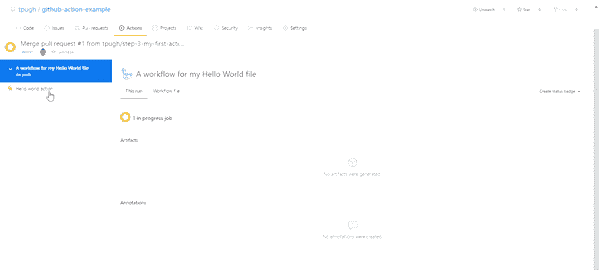 tpugh / github-action-example
Unwatch 1 Star 0 Fork 0
Code Issues Pull requests Actions Projects Wiki Security Insights Settings
Merge pull request #1 from tpugh/step-3-my-first-acti...
A workflow for my Hello World file
on: push
Hello world action
A workflow for my Hello World file
This run Workflow file
Create status badge
1 in progress job
Artifacts
No artifacts were generated
Annotations
No annotations were created